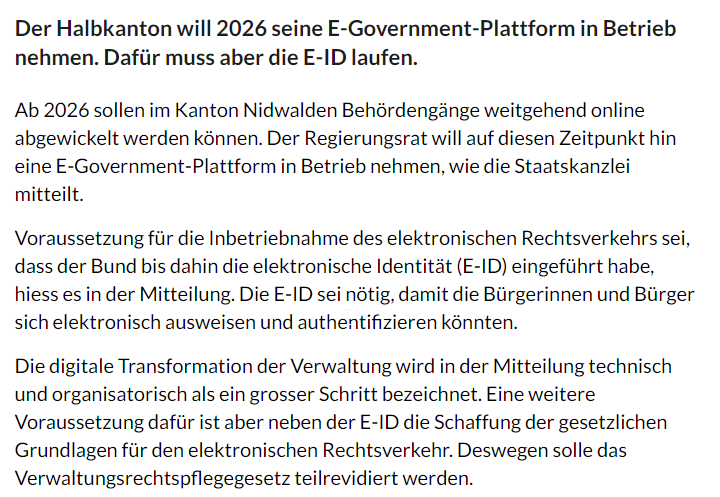 Der Halbkanton will 2026 seine E-Government-Plattform in Betrieb
nehmen. Dafür muss aber die E-ID laufen.
Ab 2026 sollen im Kanton Nidwalden Behördengänge weitgehend online
abgewickelt werden können. Der Regierungsrat will auf diesen Zeitpunkt hin
eine E-Government-Plattform in Betrieb nehmen, wie die Staatskanzlei
mitteilt.
Voraussetzung für die Inbetriebnahme des elektronischen Rechtsverkehrs sei,
dass der Bund bis dahin die elektronische Identität (E-ID) eingeführt habe,
hiess es in der Mitteilung. Die E-ID sei nötig, damit die Bürgerinnen und Bürger
sich elektronisch ausweisen und authentifizieren könnten.
Die digitale Transformation der Verwaltung wird in der Mitteilung technisch
und organisatorisch als ein grosser Schritt bezeichnet. Eine weitere
Voraussetzung dafür ist aber neben der E-ID die Schaffung der gesetzlichen
Grundlagen für den elektronischen Rechtsverkehr. Deswegen solle das
Verwaltungsrechtspflegegesetz teilrevidiert werden.